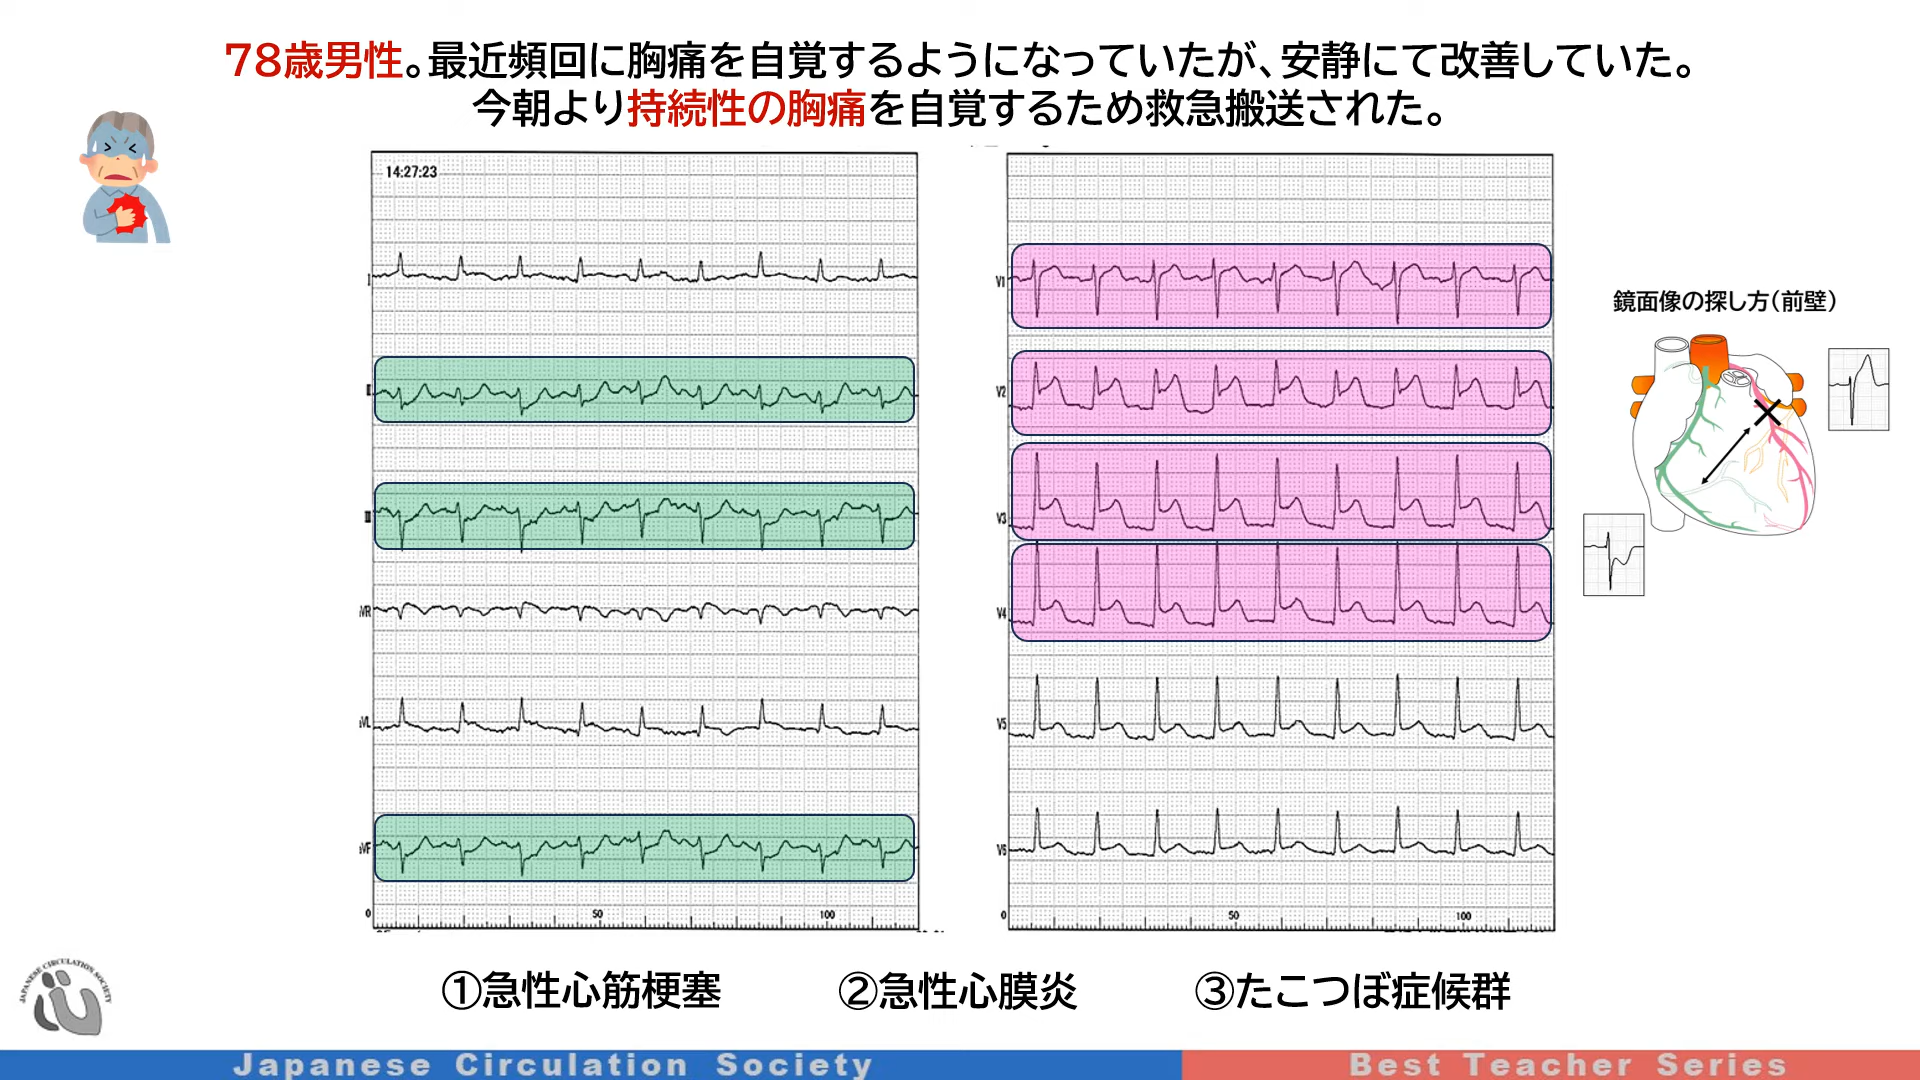 78歳男性。最近頻回に胸痛を自覚するようになっていたが、安静にて改善していた。
今朝より持続性の胸痛を自覚するため救急搬送された。
14:27:23
I
II
III
aVR
aVL
aVF
0 50 100
V1
V2
V3
V4
V5
V6
0 50 100
鏡面像の探し方（前壁）
①急性心筋梗塞 ②急性心膜炎 ③たこつぼ症候群
JAPANESE CIRCULATION SOCIETY
Japanese Circulation Society
Best Teacher Series